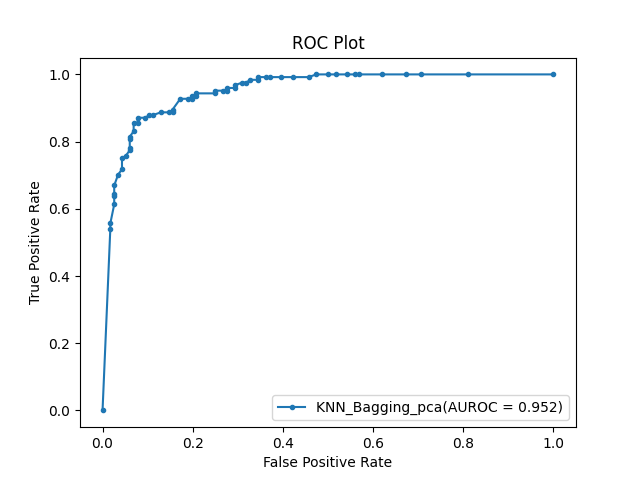 ROC Plot
True Positive Rate
1.0
0.8
0.6
0.4
0.2
0.0
KNN_Bagging_pca(AUROC = 0.952)
0.0 0.2 0.4 0.6 0.8 1.0
False Positive Rate